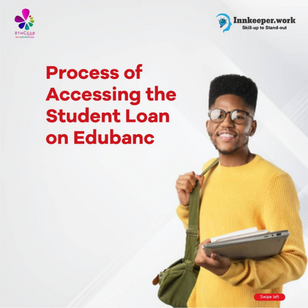 Innkeeper.work
Skill-up to Stand-out
Process of
Accessing the
Student Loan
on Edubanc
Swipe left